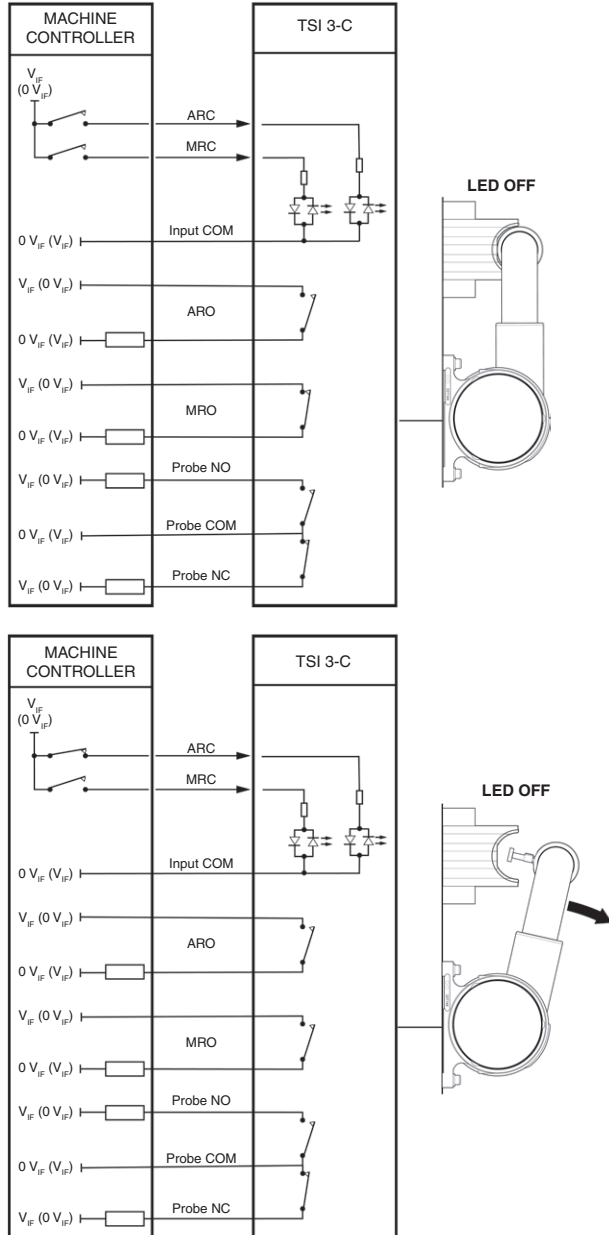 MACHINE
CONTROLLER
TSI 3-C
V_IF
(0 V_IF)
ARC
MRC
LED OFF
Input COM
0 V_IF (V_IF)
V_IF (0 V_IF)
ARO
0 V_IF (V_IF)
V_IF (0 V_IF)
MRO
0 V_IF (V_IF)
Probe NO
V_IF (0 V_IF)
Probe COM
0 V_IF (V_IF)
Probe NC
V_IF (0 V_IF)
MACHINE
CONTROLLER
TSI 3-C
V_IF
(0 V_IF)
ARC
MRC
LED OFF
Input COM
0 V_IF (V_IF)
V_IF (0 V_IF)
ARO
0 V_IF (V_IF)
V_IF (0 V_IF)
MRO
0 V_IF (V_IF)
Probe NO
V_IF (0 V_IF)
Probe COM
0 V_IF (V_IF)
Probe NC
V_IF (0 V_IF)